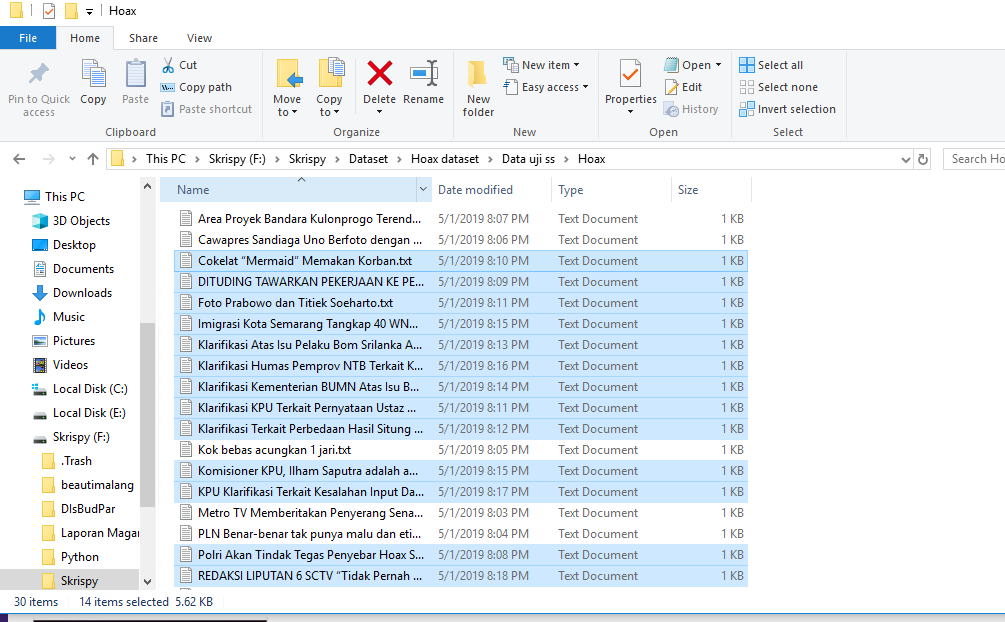 Hoax
File Home Share View
Pin to Quick access
Copy
Paste
Cut
Copy path
Paste shortcut
Move to
Copy to
Delete
Rename
New folder
New item
Easy access
Properties
Open
Edit
History
Select all
Select none
Invert selection
Clipboard Organize New Open Select
This PC > Skrispy (F:) > Skrispy > Dataset > Hoax dataset > Data uji ss > Hoax
Search Ho
This PC
3D Objects
Desktop
Documents
Downloads
Music
Pictures
Videos
Local Disk (C:)
Local Disk (E:)
Skrispy (F:)
.Trash
beautimalang
DIsBudPar
Laporan Magan
Python
Skrispy
Name Date modified Type Size
Area Proyek Bandara Kulonprogo Terend... 5/1/2019 8:07 PM Text Document 1 KB
Cawapres Sandiaga Uno Berfoto dengan ... 5/1/2019 8:06 PM Text Document 1 KB
Cokelat “Mermaid” Memakan Korban.txt 5/1/2019 8:10 PM Text Document 1 KB
DITUDING TAWARKAN PEKERJAAN KE PE... 5/1/2019 8:09 PM Text Document 1 KB
Foto Prabowo dan Titiek Soeharto.txt 5/1/2019 8:11 PM Text Document 1 KB
Imigrasi Kota Semarang Tangkap 40 WN... 5/1/2019 8:15 PM Text Document 1 KB
Klarifikasi Atas Isu Pelaku Bom Srilanka A... 5/1/2019 8:13 PM Text Document 1 KB
Klarifikasi Humas Pemprov NTB Terkait K... 5/1/2019 8:16 PM Text Document 1 KB
Klarifikasi Kementerian BUMN Atas Isu B... 5/1/2019 8:14 PM Text Document 1 KB
Klarifikasi KPU Terkait Pernyataan Ustaz ... 5/1/2019 8:11 PM Text Document 1 KB
Klarifikasi Terkait Perbedaan Hasil Situng ... 5/1/2019 8:12 PM Text Document 1 KB
Kok bebas acungkan 1 jari.txt 5/1/2019 8:05 PM Text Document 1 KB
Komisioner KPU, Ilham Saputra adalah a... 5/1/2019 8:15 PM Text Document 1 KB
KPU Klarifikasi Terkait Kesalahan Input Da... 5/1/2019 8:17 PM Text Document 1 KB
Metro TV Memberitakan Penyerang Sena... 5/1/2019 8:03 PM Text Document 1 KB
PLN Benar-benar tak punya malu dan eti... 5/1/2019 8:04 PM Text Document 1 KB
Polri Akan Tindak Tegas Penyebar Hoax S... 5/1/2019 8:08 PM Text Document 1 KB
REDAKSI LIPUTAN 6 SCTV “Tidak Pernah ... 5/1/2019 8:18 PM Text Document 1 KB
30 items 14 items selected 5.62 KB